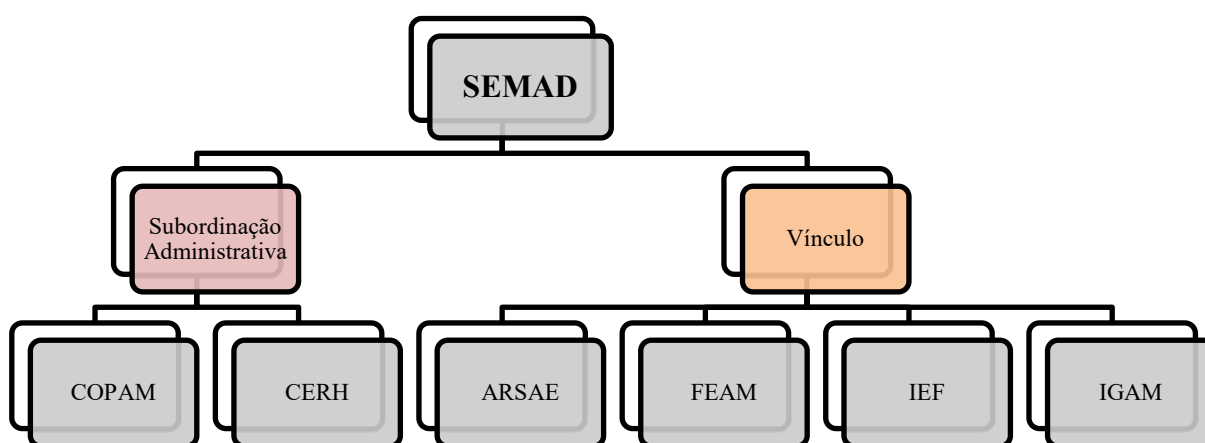 SEMAD
Subordinação
Administrativa
Vínculo
COPAM
CERH
ARSAE
FEAM
IEF
IGAM